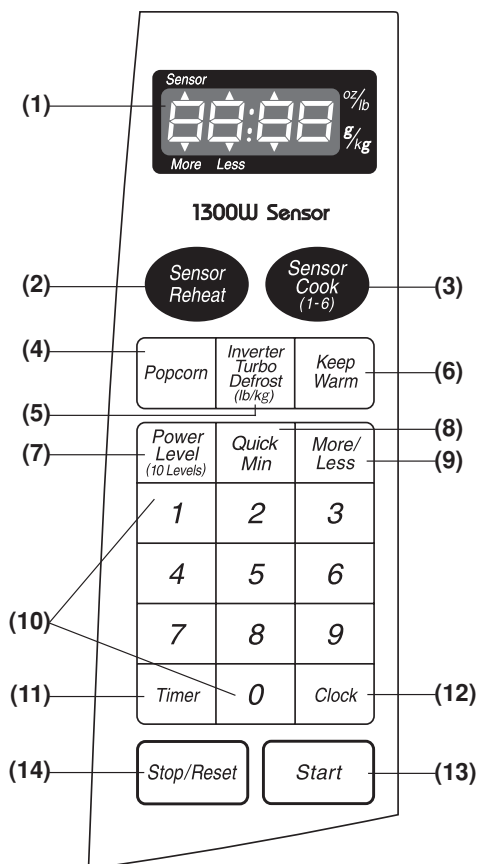 Sensor
(1)
88:88
oz/lb
g/kg
More Less
1300W Sensor
(2)
Sensor
Reheat
Sensor
Cook
(1-6)
(3)
(4)
Popcorn
Inverter
Turbo
Defrost
(lb/kg)
Keep
Warm
(6)
(5)
(8)
(7)
Power
Level
(10 Levels)
Quick
Min
More/
Less
(9)
1 2 3
4 5 6
(10)
7 8 9
(11)
Timer 0 Clock
(12)
(14)
Stop/Reset Start
(13)